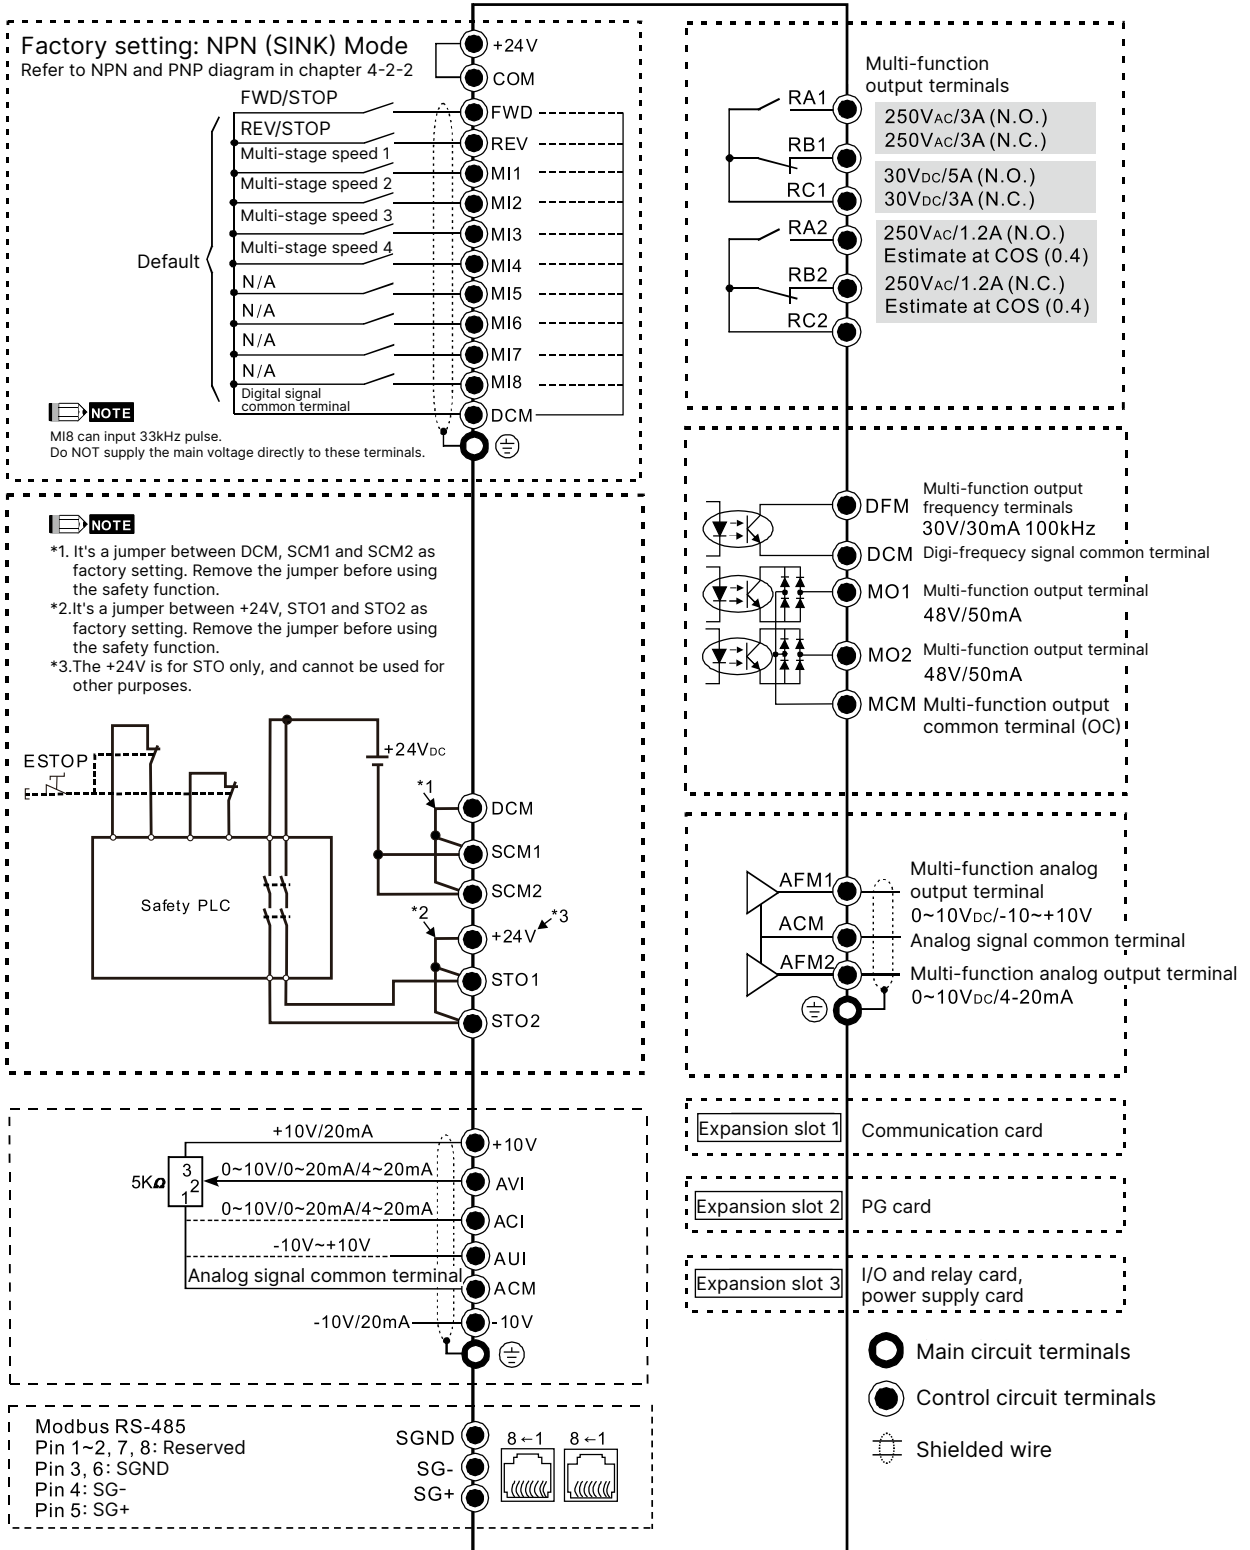 Factory setting: NPN (SINK) Mode
Refer to NPN and PNP diagram in chapter 4-2-2
+24V
COM
FWD/STOP
FWD
REV/STOP
REV
Multi-stage speed 1
MI1
Multi-stage speed 2
MI2
Multi-stage speed 3
MI3
Multi-stage speed 4
MI4
Default
N/A
MI5
N/A
MI6
N/A
MI7
N/A
MI8
Digital signal
common terminal
DCM
NOTE
MI8 can input 33kHz pulse.
Do NOT supply the main voltage directly to these terminals.
NOTE
*1. It's a jumper between DCM, SCM1 and SCM2 as
factory setting. Remove the jumper before using
the safety function.
*2.It's a jumper between +24V, STO1 and STO2 as
factory setting. Remove the jumper before using
the safety function.
*3.The +24V is for STO only, and cannot be used for
other purposes.
ESTOP
+24VDC
*1
DCM
SCM1
SCM2
Safety PLC
*2
*3
+24V
STO1
STO2
+10V/20mA
+10V
5KΩ
3
2
1
0~10V/0~20mA/4~20mA
AVI
0~10V/0~20mA/4~20mA
ACI
-10V~+10V
AUI
Analog signal common terminal
ACM
-10V/20mA
-10V
Modbus RS-485
Pin 1~2, 7, 8: Reserved
Pin 3, 6: SGND
Pin 4: SG-
Pin 5: SG+
SGND
SG-
SG+
8←1
8←1
Multi-function
output terminals
RA1
250VAC/3A (N.O.)
250VAC/3A (N.C.)
RB1
30VDC/5A (N.O.)
30VDC/3A (N.C.)
RC1
RA2
250VAC/1.2A (N.O.)
Estimate at COS (0.4)
RB2
250VAC/1.2A (N.C.)
Estimate at COS (0.4)
RC2
DFM
Multi-function output
frequency terminals
30V/30mA 100kHz
DCM
Digi-frequecy signal common terminal
MO1
Multi-function output terminal
48V/50mA
MO2
Multi-function output terminal
48V/50mA
MCM
Multi-function output
common terminal (OC)
AFM1
Multi-function analog
output terminal
0~10VDC/-10~+10V
ACM
Analog signal common terminal
AFM2
Multi-function analog output terminal
0~10VDC/4-20mA
Expansion slot 1
Communication card
Expansion slot 2
PG card
Expansion slot 3
I/O and relay card,
power supply card
Main circuit terminals
Control circuit terminals
Shielded wire